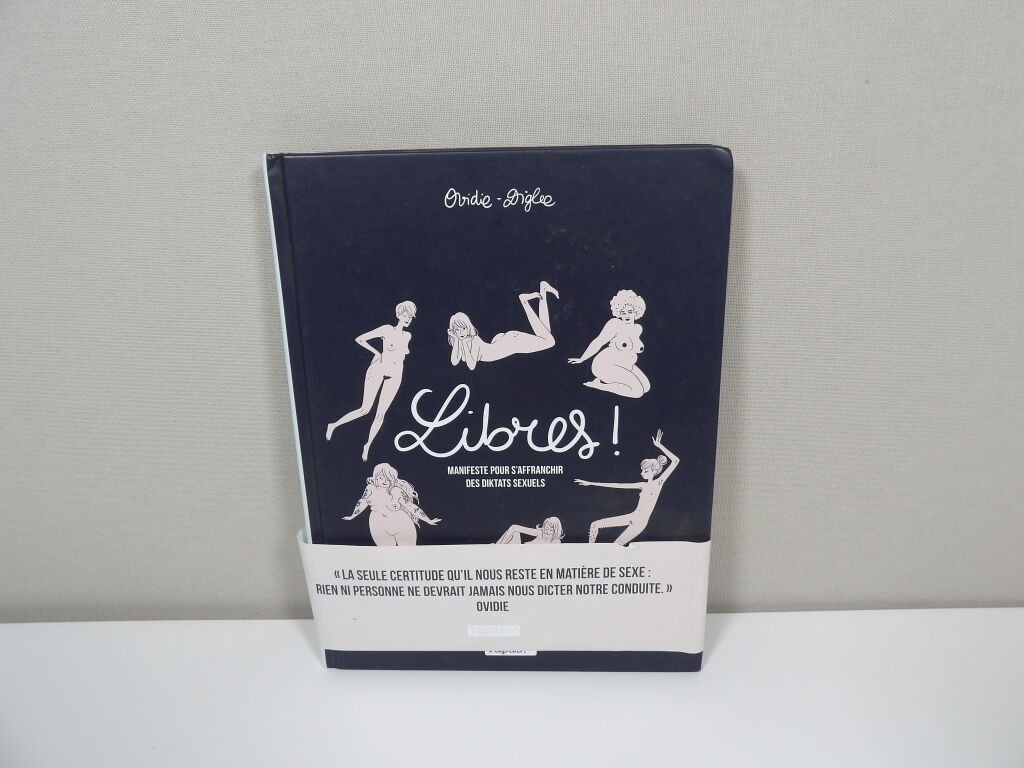 Ovidie - Diglee
Libres !
MANIFESTE POUR S'AFFRANCHIR
DES DIKTATS SEXUELS
« LA SEULE CERTITUDE QU'IL NOUS RESTE EN MATIÈRE DE SEXE :
RIEN NI PERSONNE NE DEVRAIT JAMAIS NOUS DICTER NOTRE CONDUITE. »
OVIDIE